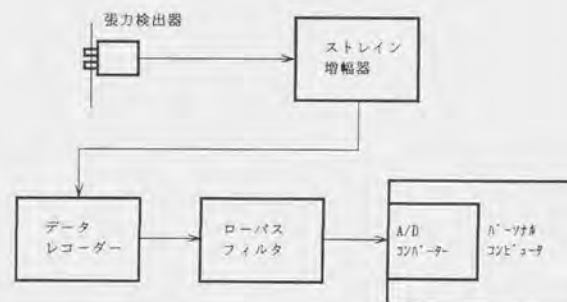 張力検出器
ストレイン
増幅器
データ
レコーダー
ローパス
フィルタ
A/D
ｺﾝﾊﾞｰﾀｰ
ﾊﾟｰｿﾅﾙ
ｺﾝﾋﾟｭｰﾀ